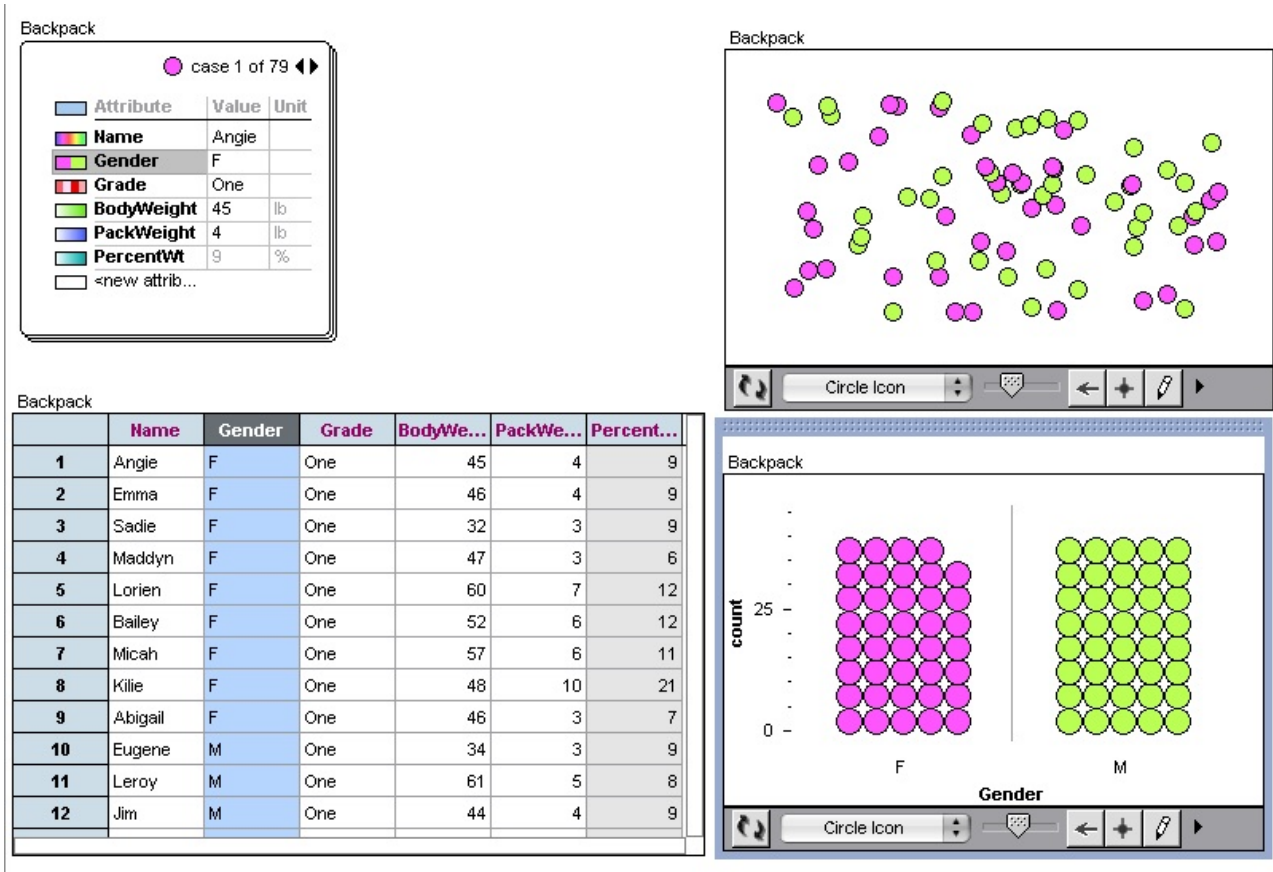 Backpack
case 1 of 79
Attribute Value Unit
Name Angie
Gender F
Grade One
BodyWeight 45 lb
PackWeight 4 lb
PercentWt 9 %
<new attrib...
Backpack
Circle Icon
Backpack
Name Gender Grade BodyWe... PackWe... Percent...
1 Angie F One 45 4 9
2 Emma F One 46 4 9
3 Sadie F One 32 3 9
4 Maddyn F One 47 3 6
5 Lorien F One 60 7 12
6 Bailey F One 52 6 12
7 Micah F One 57 6 11
8 Kilie F One 48 10 21
9 Abigail F One 46 3 7
10 Eugene M One 34 3 9
11 Leroy M One 61 5 8
12 Jim M One 44 4 9
Backpack
count
25
0
F M
Gender
Circle Icon